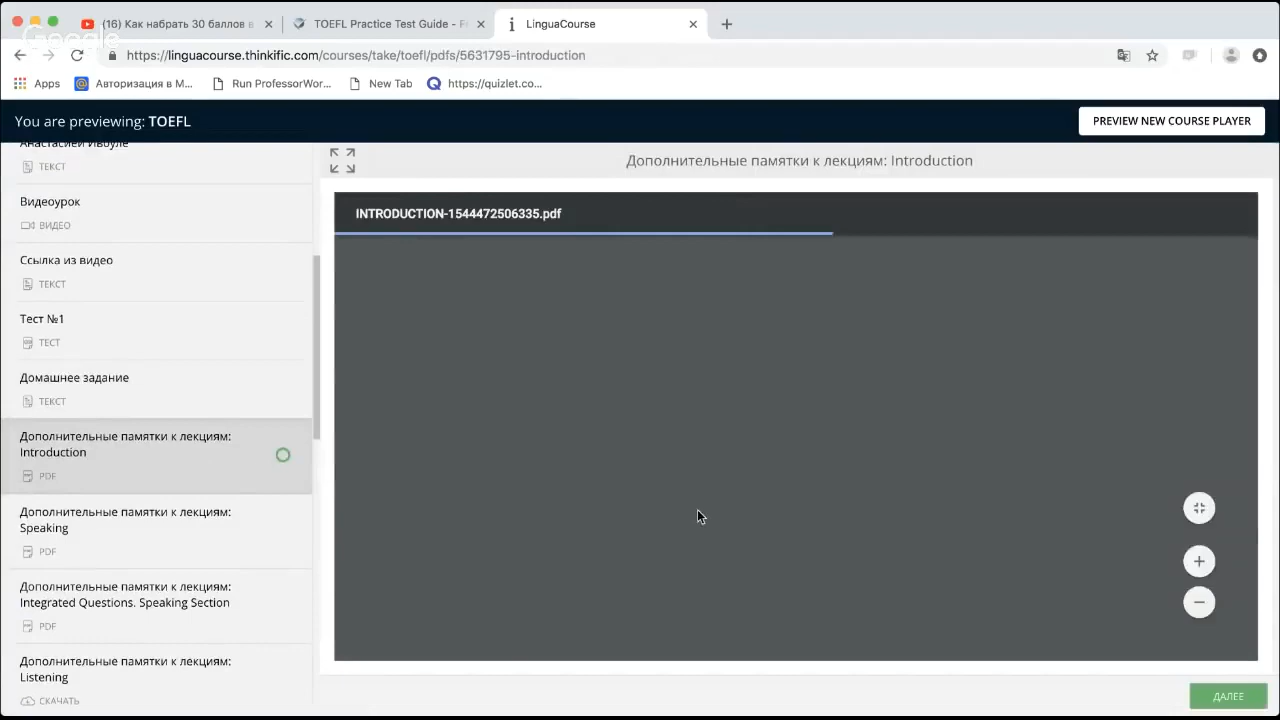 (16) Как набрать 30 баллов в
TOEFL Practice Test Guide - F
LinguaCourse
Google
https://linguacourse.thinkific.com/courses/take/toefl/pdfs/5631795-introduction
Apps
Авторизация в М...
Run ProfessorWor...
New Tab
https://quizlet.co...
You are previewing: TOEFL
PREVIEW NEW COURSE PLAYER
Анастасией Ивбуле
ТЕКСТ
Видеоурок
ВИДЕО
Ссылка из видео
ТЕКСТ
Тест №1
ТЕСТ
Домашнее задание
ТЕКСТ
Дополнительные памятки к лекциям:
Introduction
PDF
Дополнительные памятки к лекциям:
Speaking
PDF
Дополнительные памятки к лекциям:
Integrated Questions. Speaking Section
PDF
Дополнительные памятки к лекциям:
Listening
СКАЧАТЬ
Дополнительные памятки к лекциям: Introduction
INTRODUCTION-1544472506335.pdf
ДАЛЕЕ